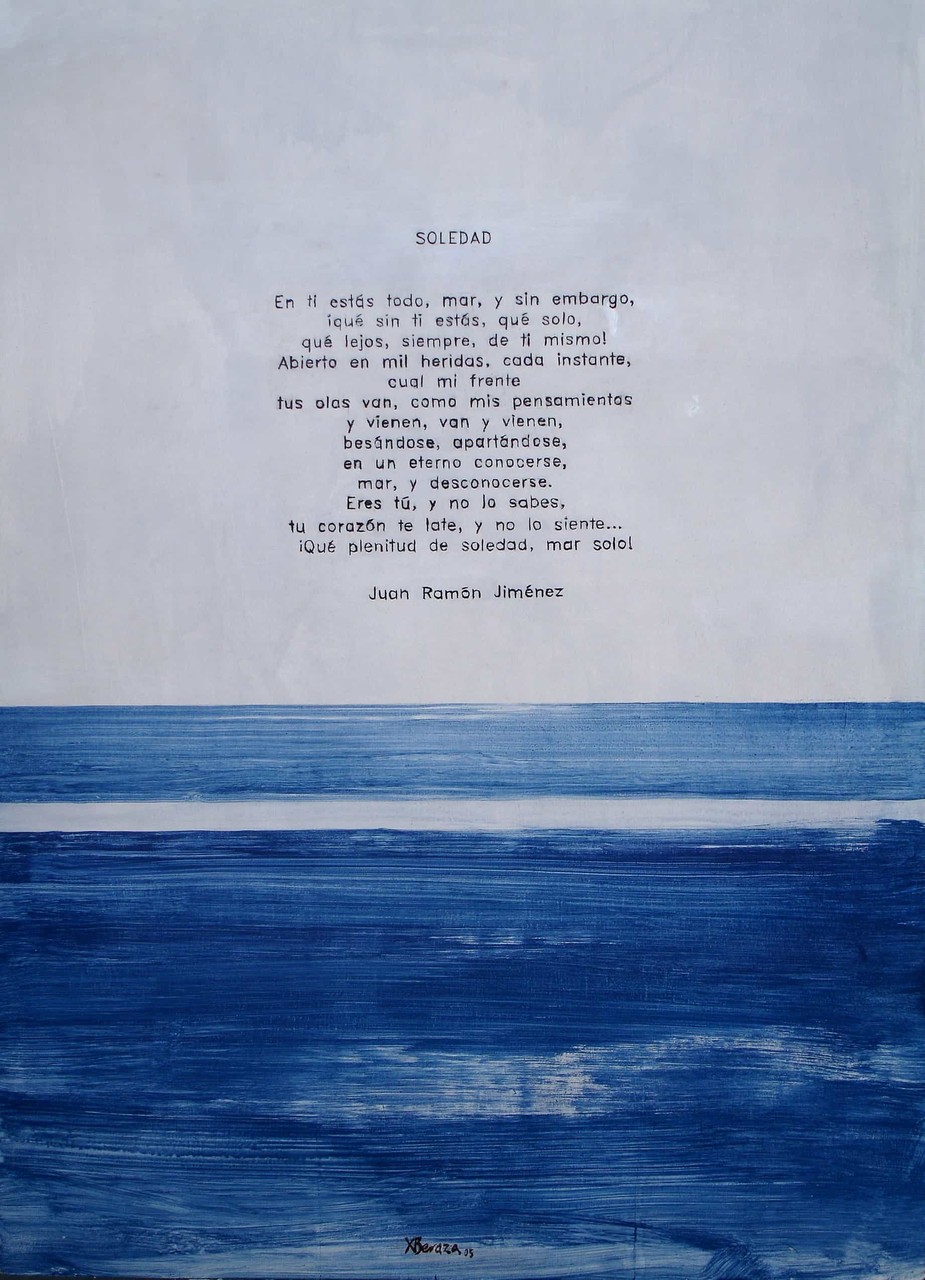 SOLEDAD
En ti estás todo, mar, y sin embargo,
¡qué sin ti estás, qué solo,
qué lejos, siempre, de ti mismo!
Abierto en mil heridas, cada instante,
cual mi frente
tus olas van, como mis pensamientos
y vienen, van y vienen,
besándose, apartándose,
en un eterno conocerse,
mar, y desconocerse.
Eres tú, y no lo sabes,
tu corazón te late, y no lo siente...
¡Qué plenitud de soledad, mar solo!
Juan Ramón Jiménez
XBeraza 05